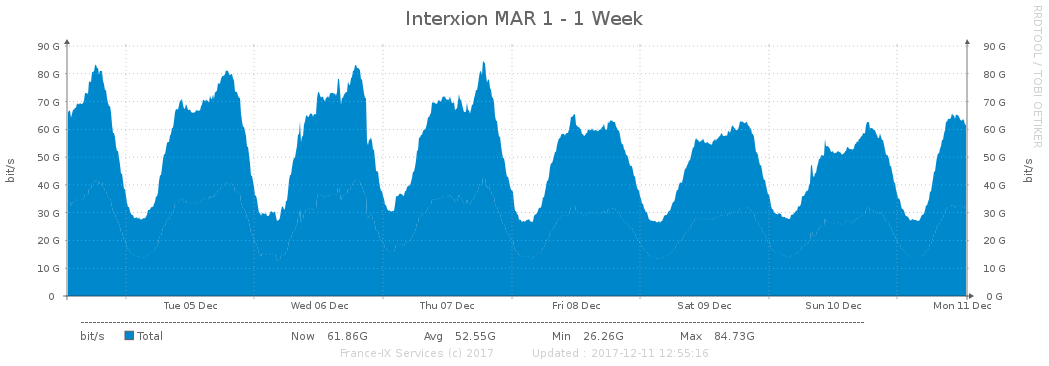 Interxion MAR 1 - 1 Week
RRDTOOL / TOBI OETIKER
90 G 90 G
80 G 80 G
70 G 70 G
60 G 60 G
50 G 50 G
40 G 40 G
30 G 30 G
20 G 20 G
10 G 10 G
0 0 G
bit/s bit/s
Tue 05 Dec Wed 06 Dec Thu 07 Dec Fri 08 Dec Sat 09 Dec Sun 10 Dec Mon 11 Dec
bit/s Total Now 61.86G Avg 52.55G Min 26.26G Max 84.73G
France-IX Services (c) 2017 Updated : 2017-12-11 12:55:16